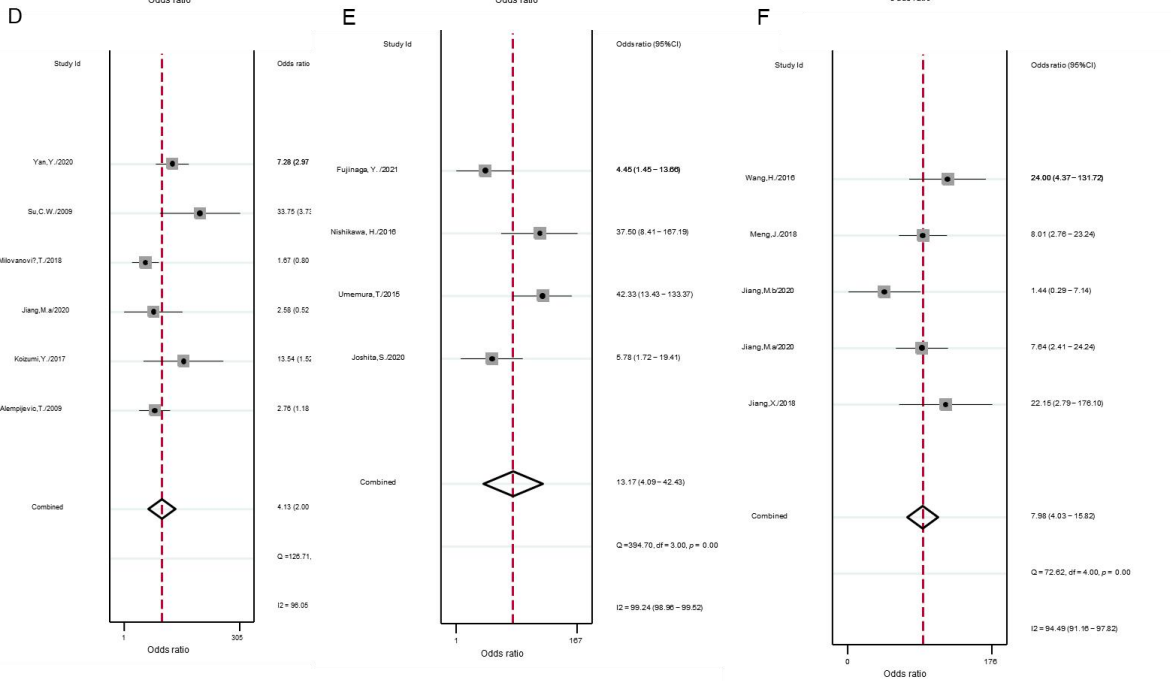 Odds ratio
Odds ratio
Odds ratio
D
Study Id
Odds ratio
Yan,Y./2020
7.28 (2.97
Su,C.W./2009
33.75 (3.73
Milovanovi?,T./2018
1.67 (0.80
Jiang,M.a/2020
2.58 (0.52
Koizumi,Y./2017
13.54 (1.52
Alempijevic,T./2009
2.76 (1.18
Combined
4.13 (2.00
Q =126.71,
I2 = 96.05
1
305
Odds ratio
E
Study Id
Odds ratio (95%CI)
Fujinaga, Y. /2021
4.45 (1.45 – 13.66)
Nishikawa, H./2016
37.50 (8.41 – 167.19)
Umemura,T./2015
42.33 (13.43 – 133.37)
Joshita,S./2020
5.78 (1.72 – 19.41)
Combined
13.17 (4.09 – 42.43)
Q =394.70, df = 3.00, p = 0.00
I2 = 99.24 (98.96 – 99.52)
1
167
Odds ratio
F
Study Id
Odds ratio (95%CI)
Wang,H./2016
24.00 (4.37 – 131.72)
Meng,J./2018
8.01 (2.76 – 23.24)
Jiang,M.b/2020
1.44 (0.29 – 7.14)
Jiang,M.a/2020
7.64 (2.41 – 24.24)
Jiang,X./2018
22.15 (2.79 – 176.10)
Combined
7.98 (4.03 – 15.82)
Q = 72.62, df = 4.00, p = 0.00
I2 = 94.49 (91.16 – 97.82)
0
176
Odds ratio